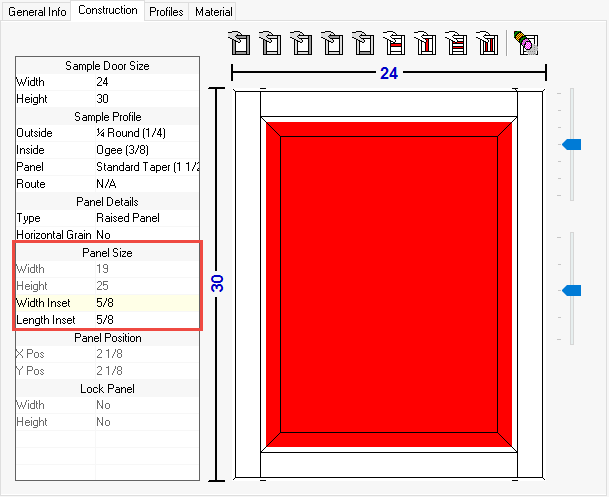 General Info Construction Profiles Material
Sample Door Size
Width 24
Height 30
Sample Profile
Outside ¼ Round (1/4)
Inside Ogee (3/8)
Panel Standard Taper (1 1/2
Route N/A
Panel Details
Type Raised Panel
Horizontal Grain No
Panel Size
Width 19
Height 25
Width Inset 5/8
Length Inset 5/8
Panel Position
X Pos 2 1/8
Y Pos 2 1/8
Lock Panel
Width No
Height No
24
30